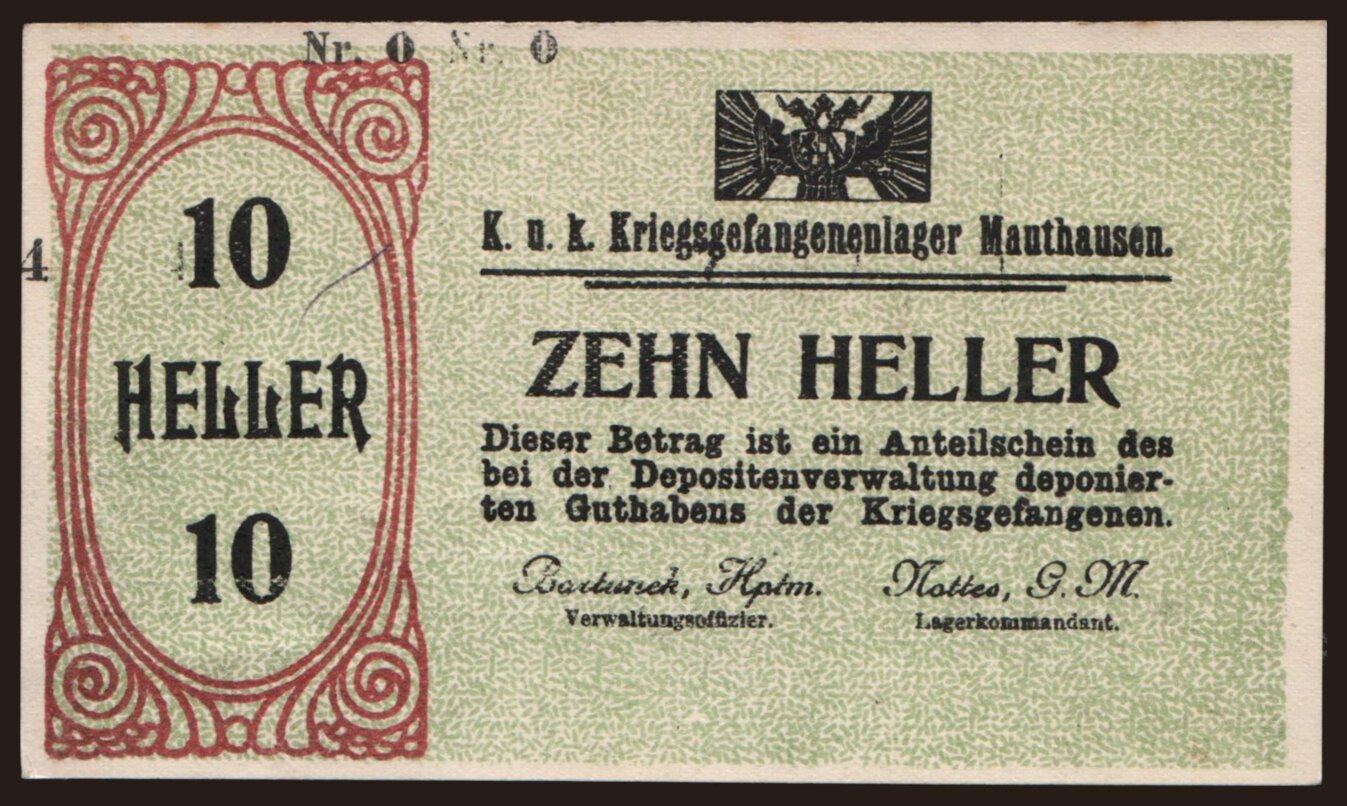 Nr. 0 Nr. 0
4
10
HELLER
10
K. u. k. Kriegsgefangenenlager Mauthausen.
ZEHN HELLER
Dieser Betrag ist ein Anteilschein des
bei der Depositenverwaltung deponier-
ten Guthabens der Kriegsgefangenen.
Bartunek, Hptm.
Verwaltungsoffizier.
Nottes, G. M.
Lagerkommandant.